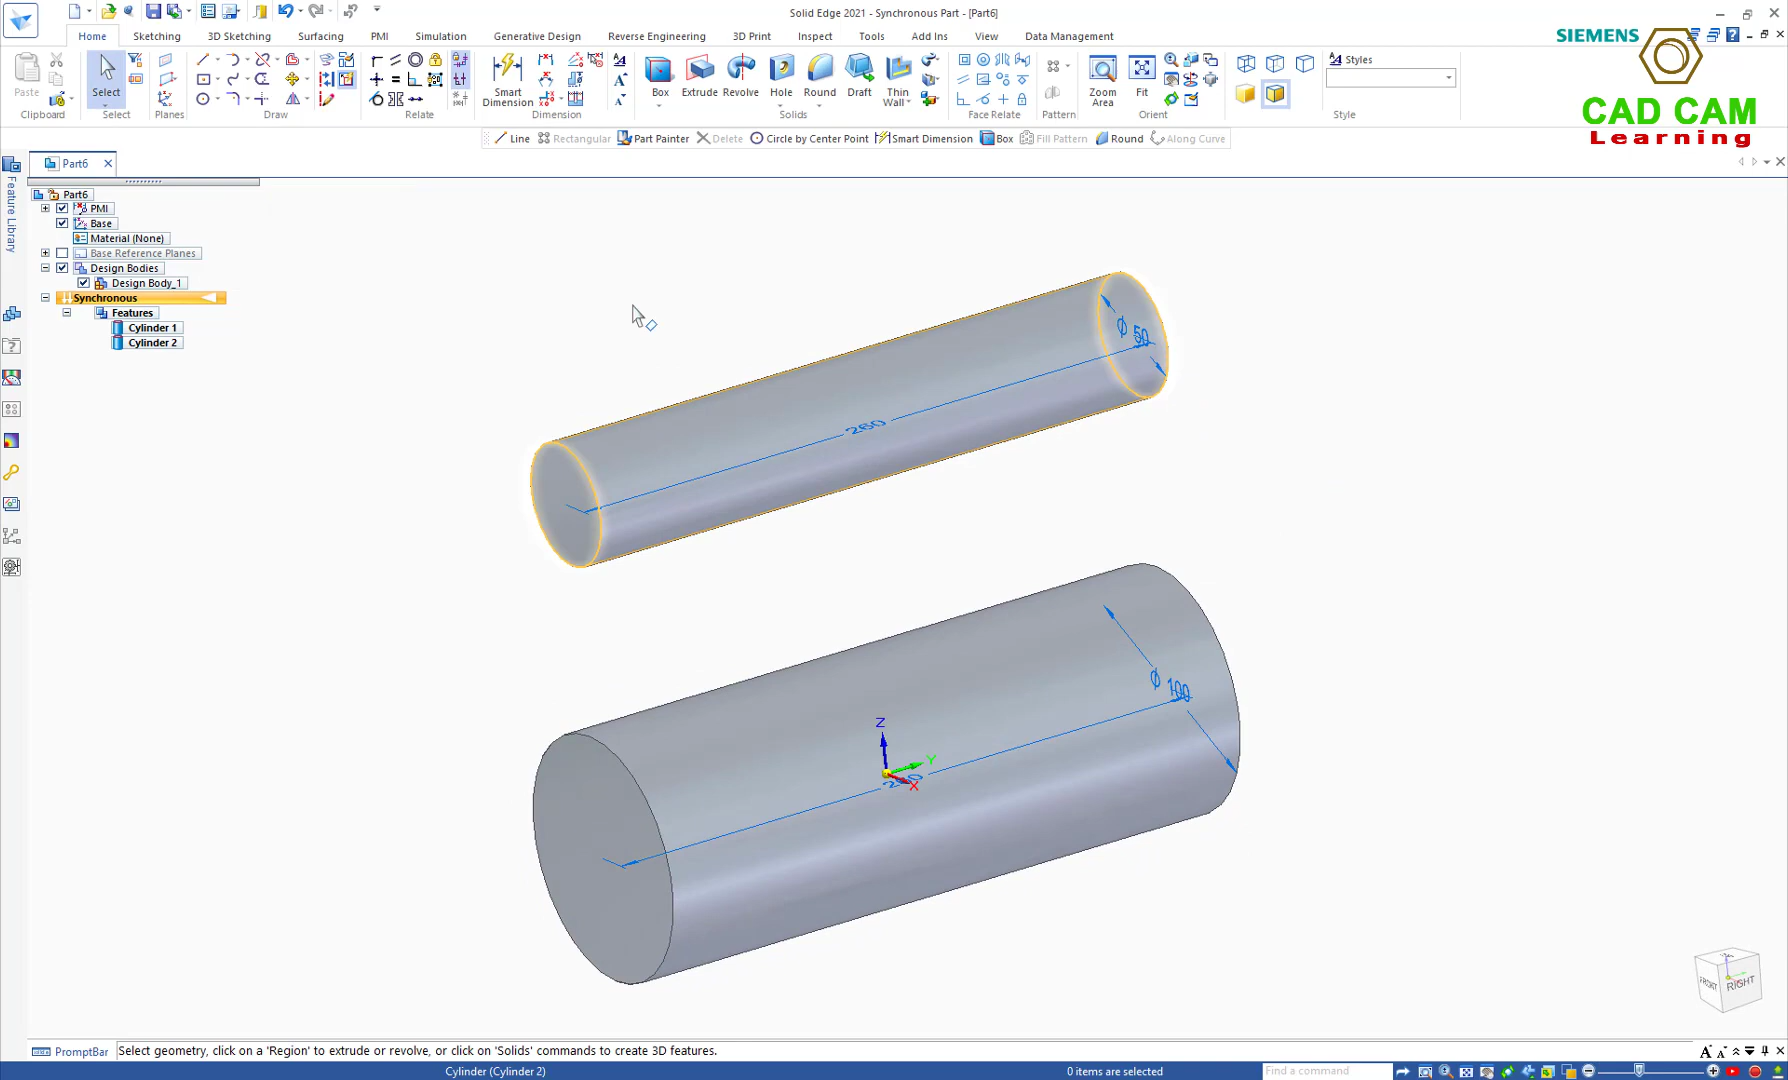 Solid Edge 2021 - Synchronous Part - [Part6]
Home Sketching 3D Sketching Surfacing PMI Simulation Generative Design Reverse Engineering 3D Print Inspect Tools Add Ins View Data Management
SIEMENS
CAD CAM
Learning
Paste Select Smart Dimension Box Extrude Revolve Hole Round Draft Thin Wall Zoom Area Fit Styles
Clipboard Select Planes Draw Relate Dimension Solids Face Relate Pattern Orient Style
Line Rectangular Part Painter Delete Circle by Center Point Smart Dimension Box Fill Pattern Round Along Curve
Part6
Feature Library
Part6
PMI
Base
Material (None)
Base Reference Planes
Design Bodies
Design Body_1
Synchronous
Features
Cylinder 1
Cylinder 2
ϕ 50
260
ϕ 100
Z
Y
X
FRONT RIGHT
PromptBar Select geometry, click on a 'Region' to extrude or revolve, or click on 'Solids' commands to create 3D features.
Cylinder (Cylinder 2) 0 items are selected Find a command